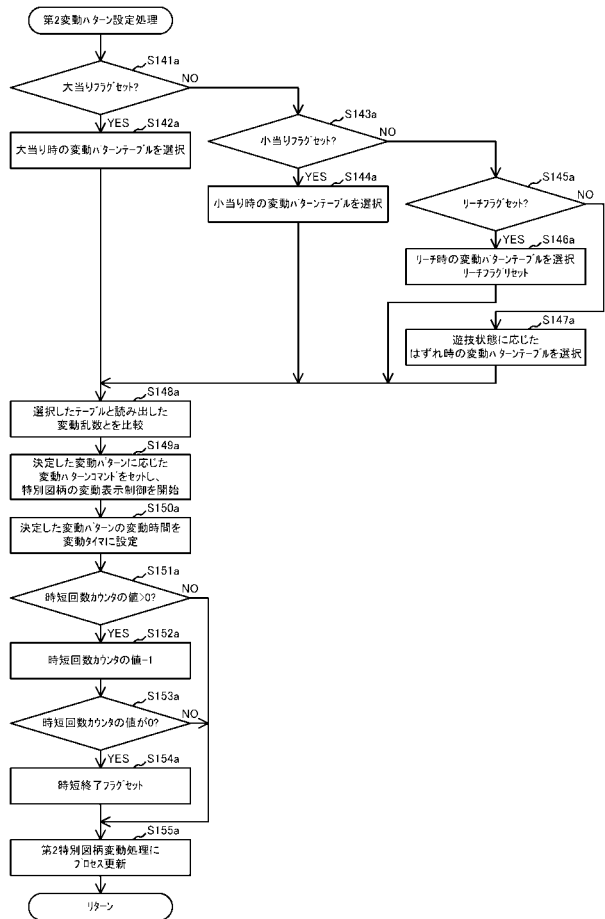 第2変動パターン設定処理
S141a
大当りフラグセット?
NO
YES
S142a
大当り時の変動パターンテーブルを選択
S143a
小当りフラグセット?
NO
YES
S144a
小当り時の変動パターンテーブルを選択
S145a
リーチフラグセット?
NO
YES
S146a
リーチ時の変動パターンテーブルを選択
リーチフラグリセット
S147a
遊技状態に応じた
はずれ時の変動パターンテーブルを選択
S148a
選択したテーブルと読み出した
変動乱数とを比較
S149a
決定した変動パターンに応じた
変動パターンコマンドをセットし、
特別図柄の変動表示制御を開始
S150a
決定した変動パターンの変動時間を
変動タイマに設定
S151a
時短回数カウンタの値>0?
NO
YES
S152a
時短回数カウンタの値-1
S153a
時短回数カウンタの値が0?
NO
YES
S154a
時短終了フラグセット
S155a
第2特別図柄変動処理に
プロセス更新
リターン